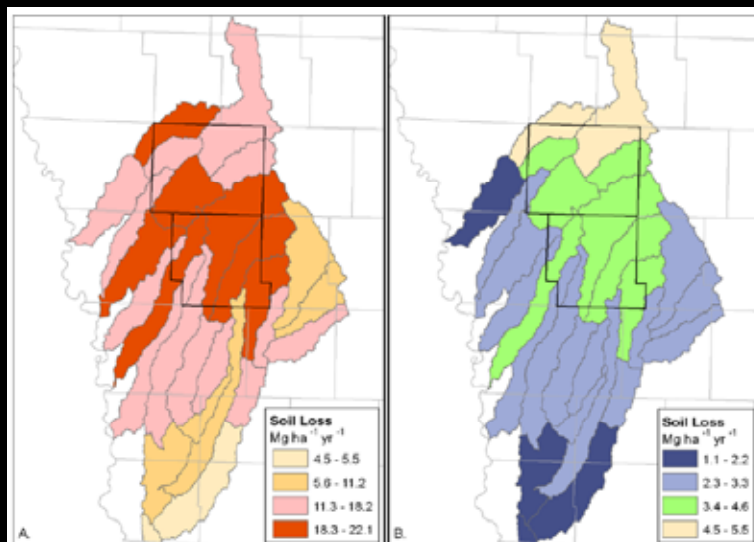 Soil Loss
Mg ha⁻¹ yr⁻¹
4.5 - 5.5
5.6 - 11.2
11.3 - 18.2
18.3 - 22.1
A.
Soil Loss
Mg ha⁻¹ yr⁻¹
1.1 - 2.2
2.3 - 3.3
3.4 - 4.6
4.5 - 5.5
B.